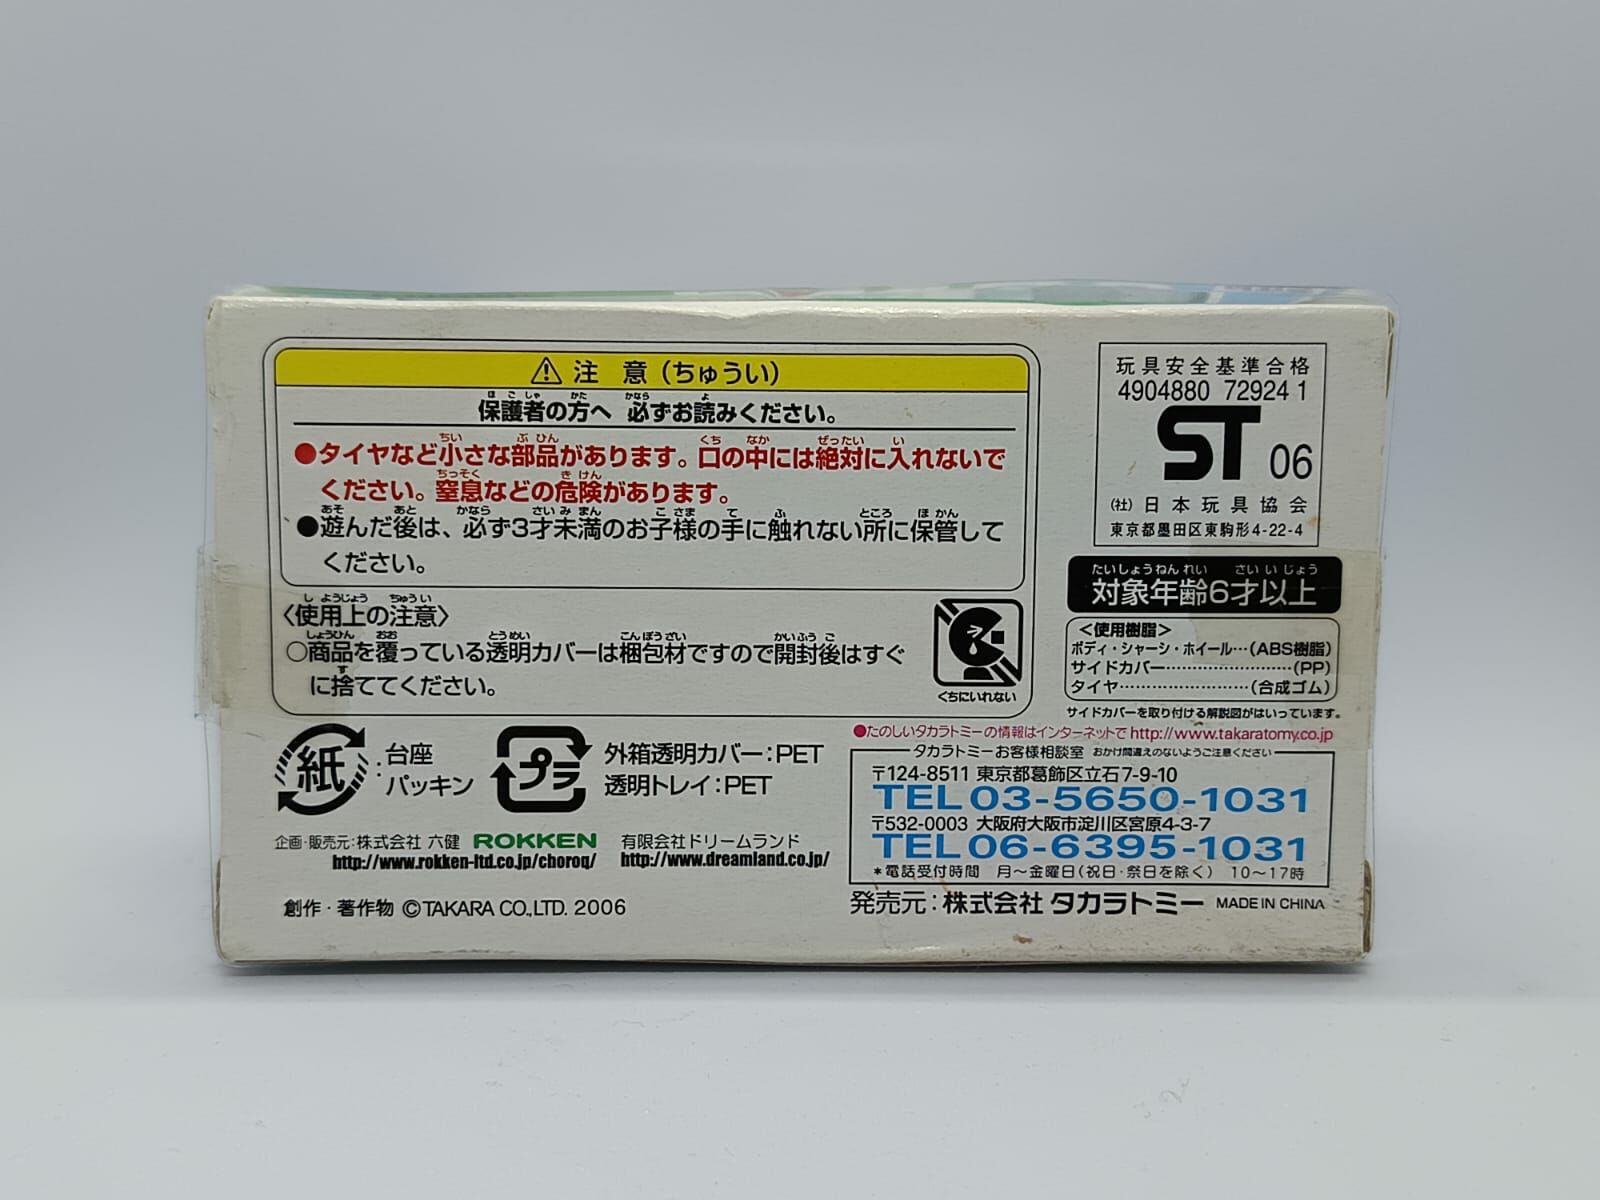 ⚠ 注 意(ちゅうい)
保護者の方へ 必ずお読みください。
●タイヤなど小さな部品があります。口の中には絶対に入れないで
ください。窒息などの危険があります。
●遊んだ後は、必ず3才未満のお子様の手に触れない所に保管して
ください。
〈使用上の注意〉
○商品を覆っている透明カバーは梱包材ですので開封後はすぐ
に捨ててください。
くちにいれない
紙:台座
パッキン
プラ
外箱透明カバー:PET
透明トレイ:PET
企画・販売元:株式会社 六健 ROKKEN
http://www.rokken-ltd.co.jp/choroq/
有限会社ドリームランド
http://www.dreamland.co.jp/
創作・著作物 ©TAKARA CO.,LTD. 2006
玩具安全基準合格
4904880 72924 1
ST 06
(社)日本玩具協会
東京都墨田区東駒形4-22-4
対象年齢6才以上
<使用樹脂>
ボディ・シャーシ・ホイール…(ABS樹脂)
サイドカバー……………………(PP)
タイヤ……………………(合成ゴム)
サイドカバーを取り付ける解説図がはいっています。
●たのしいタカラトミーの情報はインターネットで http://www.takaratomy.co.jp
タカラトミーお客様相談室 おかけ間違えのないようご注意ください
〒124-8511 東京都葛飾区立石7-9-10
TEL 03-5650-1031
〒532-0003 大阪府大阪市淀川区宮原4-3-7
TEL 06-6395-1031
*電話受付時間 月〜金曜日(祝日・祭日を除く) 10〜17時
発売元:株式会社 タカラトミー MADE IN CHINA